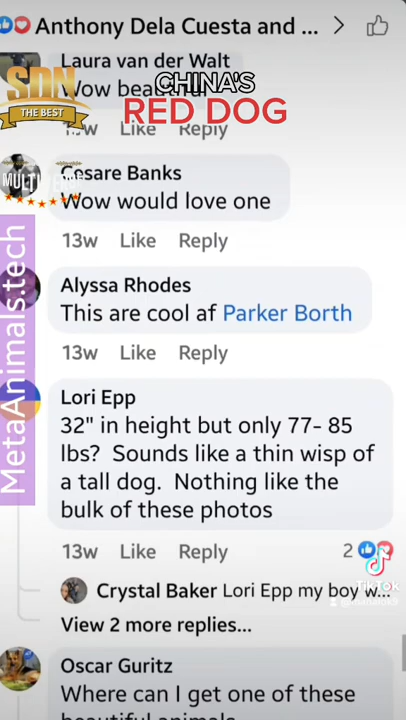 Anthony Dela Cuesta and ...
Laura van der Walt
Wow
CHINA'S
RED DOG
SDN
THE BEST
Like Reply
Cesare Banks
Wow would love one
13w Like Reply
MetaAnimals.tech
Alyssa Rhodes
This are cool af Parker Borth
13w Like Reply
Lori Epp
32" in height but only 77- 85
lbs? Sounds like a thin wisp of
a tall dog. Nothing like the
bulk of these photos
13w Like Reply 2
TikTok
Crystal Baker Lori Epp my boy w...
View 2 more replies...
Oscar Guritz
Where can I get one of these
beautiful animals